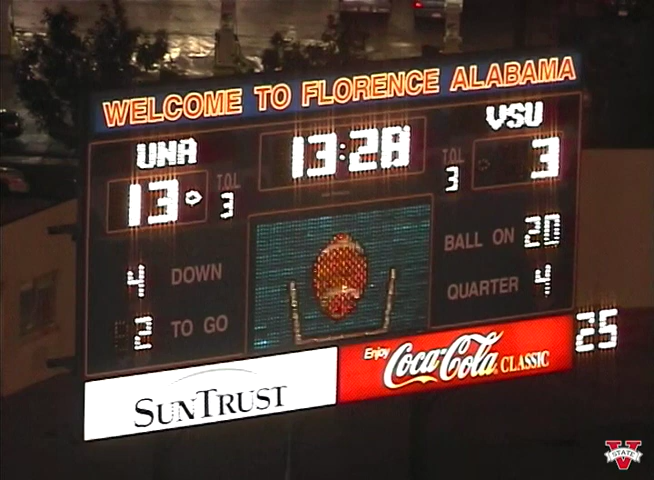 WELCOME TO FLORENCE ALABAMA
UNA 13:28 VSU
13 T.O.L 3 T.O.L 3 3
4 DOWN BALL ON 20
2 TO GO QUARTER 4
SUNTRUST Enjoy Coca-Cola CLASSIC 25
V STATE